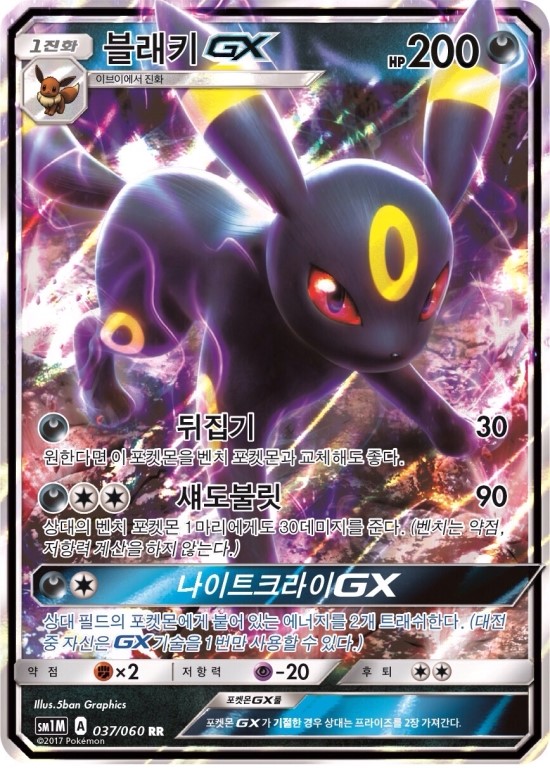 1진화
블래키GX
HP200
이브이에서 진화
뒤집기 30
원한다면 이 포켓몬을 벤치 포켓몬과 교체해도 좋다.
섀도불릿 90
상대의 벤치 포켓몬 1마리에게도 30데미지를 준다. (벤치는 약점,
저항력 계산을 하지 않는다.)
나이트크라이GX
상대 필드의 포켓몬에게 붙어 있는 에너지를 2개 트래쉬한다. (대전
중 자신은 GX기술을 1번만 사용할 수 있다.)
약점 ×2 저항력 -20 후퇴
포켓몬GX룰
포켓몬GX가 기절한 경우 상대는 프라이즈를 2장 가져간다.
Illus.5ban Graphics
SM1M A 037/060 RR
©2017 Pokémon